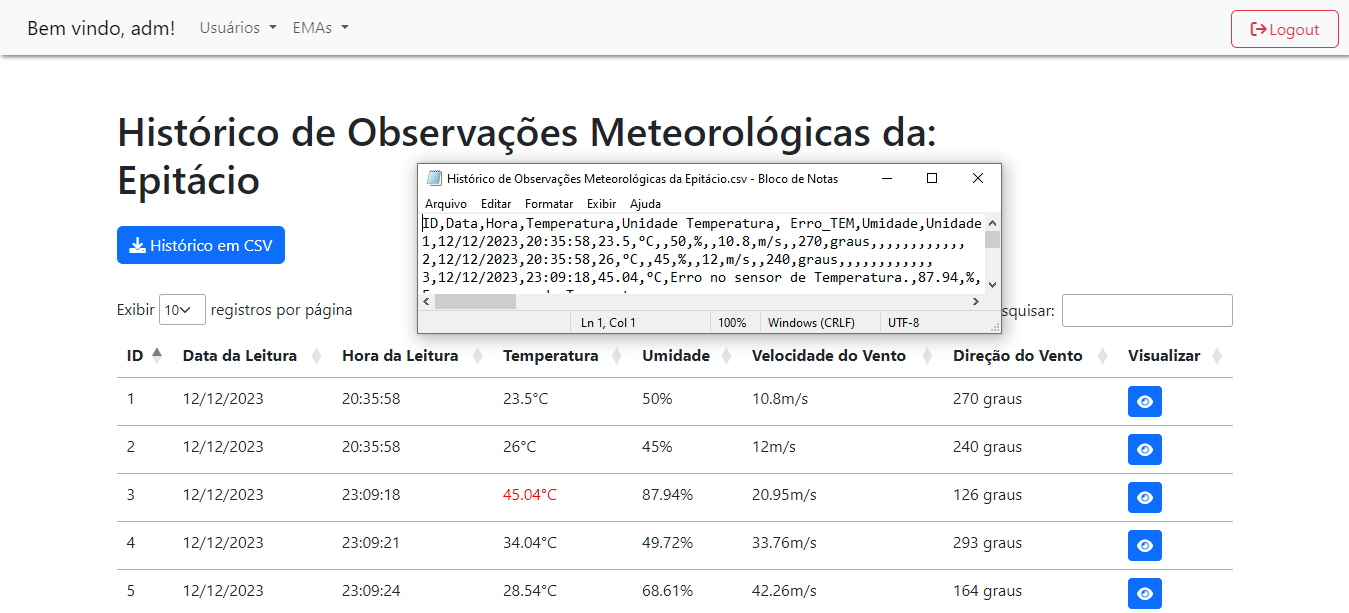 Bem vindo, adm! Usuários EMAs Logout
Histórico de Observações Meteorológicas da:
Epitácio
Histórico em CSV
Histórico de Observações Meteorológicas da Epitácio.csv - Bloco de Notas
Arquivo Editar Formatar Exibir Ajuda
ID,Data,Hora,Temperatura,Unidade Temperatura, Erro_TEM,Umidade,Unidade
1,12/12/2023,20:35:58,23.5,ºC,,50,%,,10.8,m/s,,270,graus,,,,,,,,,,,,
2,12/12/2023,20:35:58,26,ºC,,45,%,,12,m/s,,240,graus,,,,,,,,,,,,
3,12/12/2023,23:09:18,45.04,ºC,Erro no sensor de Temperatura.,87.94,%,
Ln 1, Col 1 100% Windows (CRLF) UTF-8
Exibir 10 registros por página squisar:
ID Data da Leitura Hora da Leitura Temperatura Umidade Velocidade do Vento Direção do Vento Visualizar
1 12/12/2023 20:35:58 23.5°C 50% 10.8m/s 270 graus
2 12/12/2023 20:35:58 26°C 45% 12m/s 240 graus
3 12/12/2023 23:09:18 45.04°C 87.94% 20.95m/s 126 graus
4 12/12/2023 23:09:21 34.04°C 49.72% 33.76m/s 293 graus
5 12/12/2023 23:09:24 28.54°C 68.61% 42.26m/s 164 graus